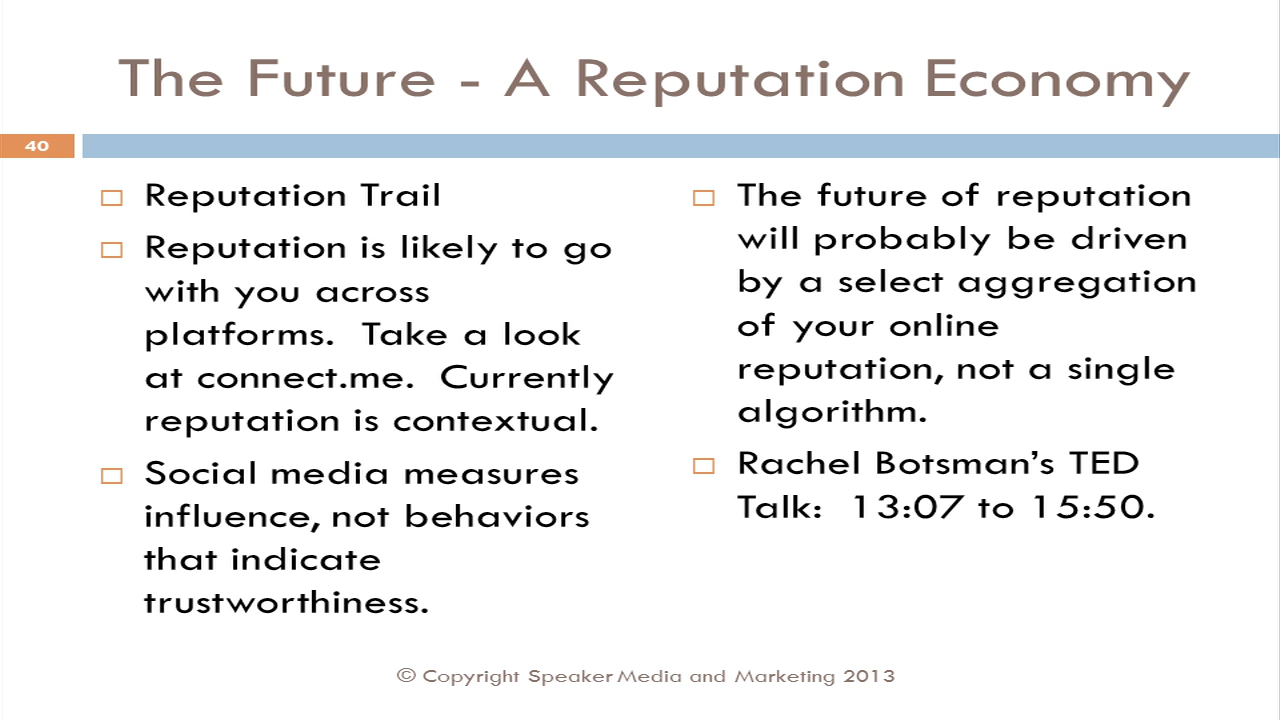 The Future - A Reputation Economy
40
Reputation Trail
Reputation is likely to go
with you across
platforms.  Take a look
at connect.me.  Currently
reputation is contextual.
Social media measures
influence, not behaviors
that indicate
trustworthiness.
The future of reputation
will probably be driven
by a select aggregation
of your online
reputation, not a single
algorithm.
Rachel Botsman’s TED
Talk:  13:07 to 15:50.
© Copyright Speaker Media and Marketing 2013